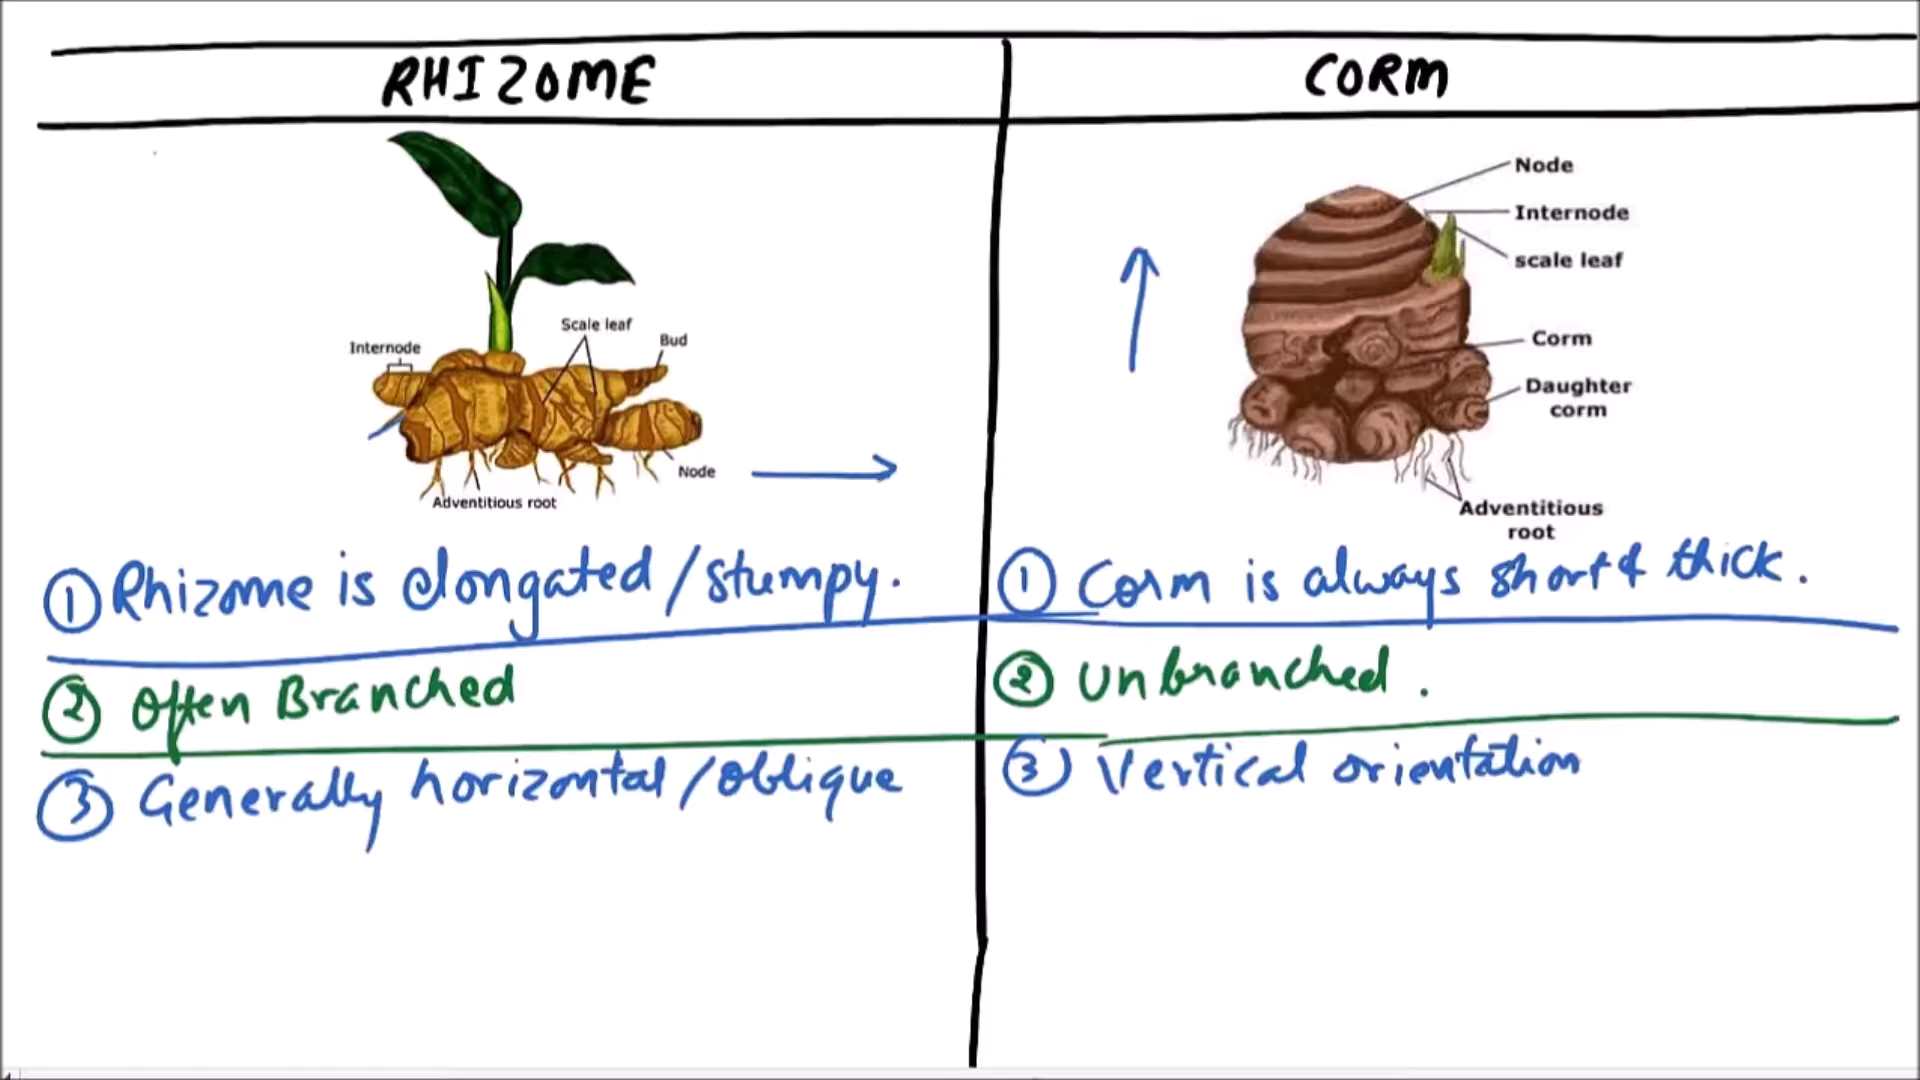 RHIZOME
CORM
Internode
Scale leaf
Bud
Node
Adventitious root
Node
Internode
scale leaf
Corm
Daughter
corm
Adventitious
root
① Rhizome is elongated / stumpy.
② Often Branched
③ Generally horizontal / oblique
① Corm is always short & thick.
② Unbranched.
③ Vertical orientation